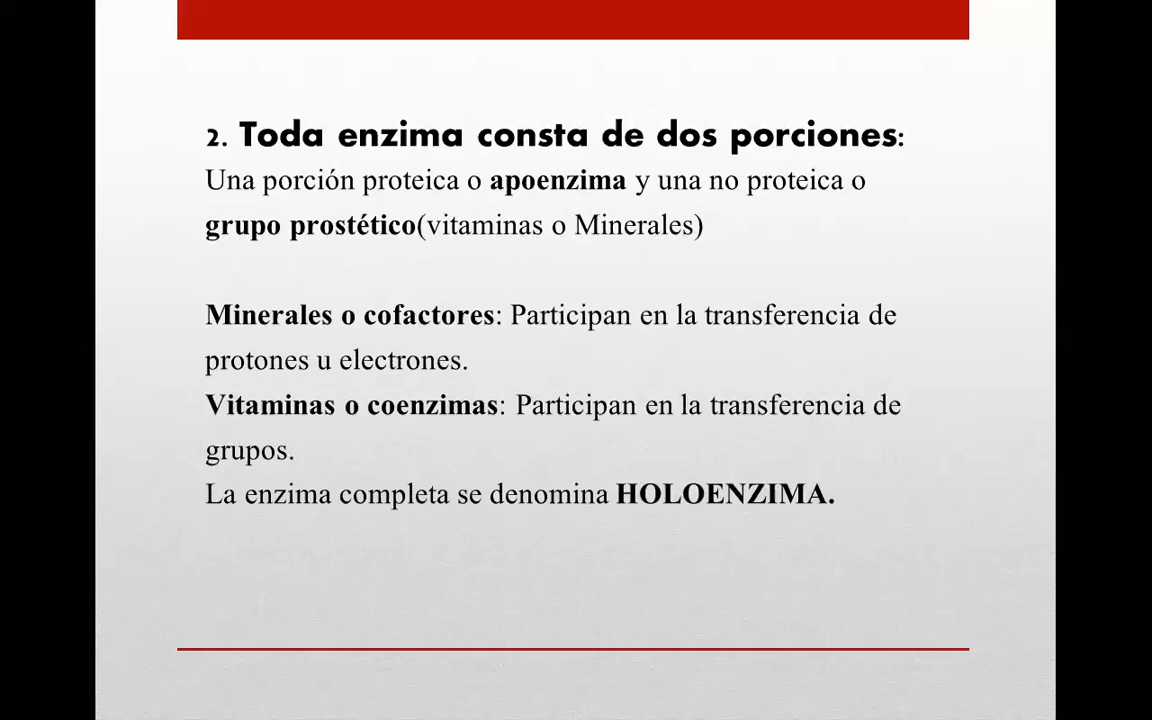 2. Toda enzima consta de dos porciones:
Una porción proteica o apoenzima y una no proteica o
grupo prostético(vitaminas o Minerales)
Minerales o cofactores: Participan en la transferencia de
protones u electrones.
Vitaminas o coenzimas: Participan en la transferencia de
grupos.
La enzima completa se denomina HOLOENZIMA.